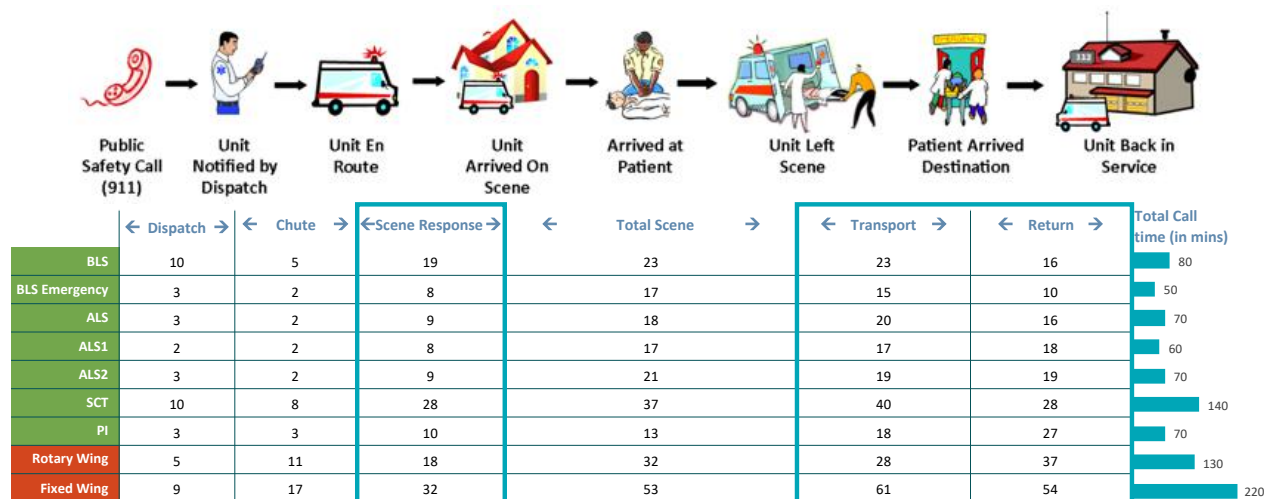 Public
Safety Call
(911)
Unit
Notified by
Dispatch
Unit En
Route
Unit
Arrived On
Scene
Arrived at
Patient
Unit Left
Scene
EMERGENCY
Patient Arrived
Destination
Unit Back in
Service
← Dispatch → ← Chute → ←Scene Response→ ← Total Scene → ← Transport → ← Return → Total Call
time (in mins)
BLS 10 5 19 23 23 16 80
BLS Emergency 3 2 8 17 15 10 50
ALS 3 2 9 18 20 16 70
ALS1 2 2 8 17 17 18 60
ALS2 3 2 9 21 19 19 70
SCT 10 8 28 37 40 28 140
PI 3 3 10 13 18 27 70
Rotary Wing 5 11 18 32 28 37 130
Fixed Wing 9 17 32 53 61 54 220